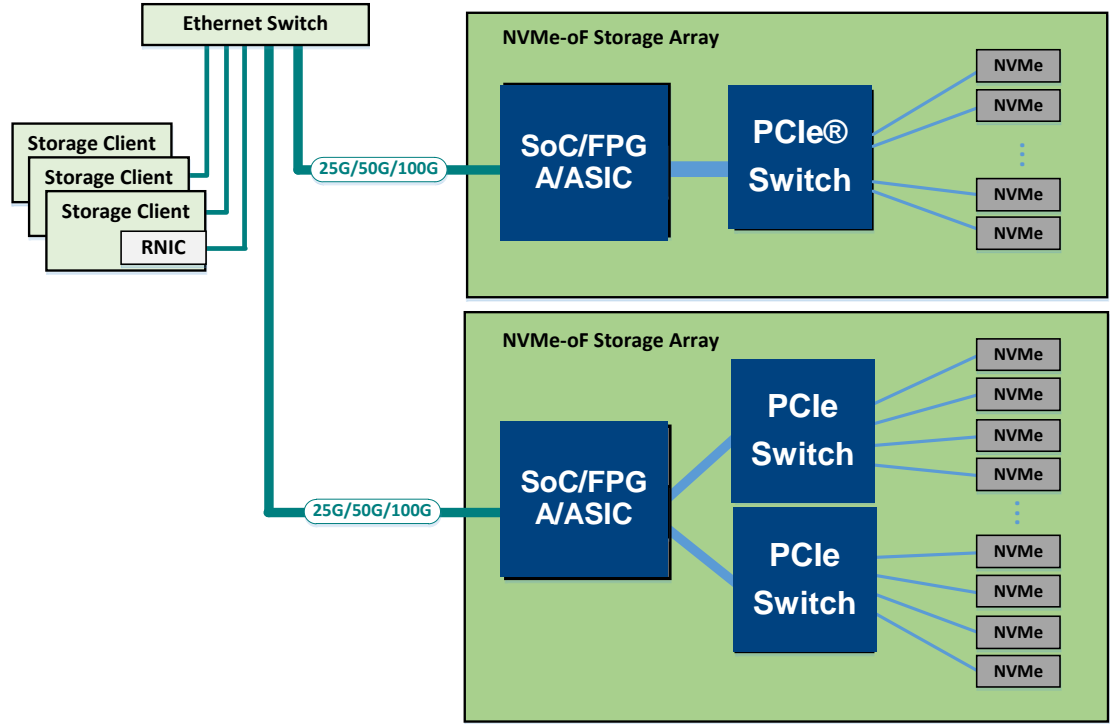 Ethernet Switch
Storage Client
Storage Client
Storage Client
RNIC
25G/50G/100G
NVMe-oF Storage Array
SoC/FPG
A/ASIC
PCIe®
Switch
NVMe
NVMe
NVMe
NVMe
25G/50G/100G
NVMe-oF Storage Array
SoC/FPG
A/ASIC
PCIe
Switch
PCIe
Switch
NVMe
NVMe
NVMe
NVMe
NVMe
NVMe
NVMe
NVMe